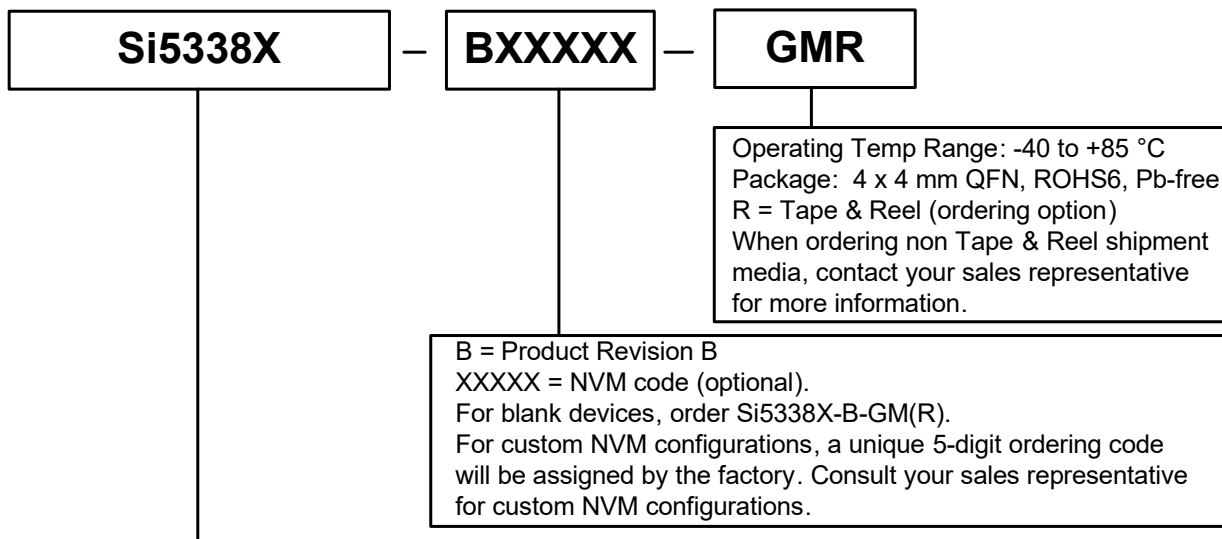 Si5338X – BXXXXX – GMR
Operating Temp Range: -40 to +85 °C
Package:  4 x 4 mm QFN, ROHS6, Pb-free
R = Tape & Reel (ordering option)
When ordering non Tape & Reel shipment
media, contact your sales representative
for more information.
B = Product Revision B
XXXXX = NVM code (optional).
For blank devices, order Si5338X-B-GM(R).
For custom NVM configurations, a unique 5-digit ordering code
will be assigned by the factory. Consult your sales representative
for custom NVM configurations.